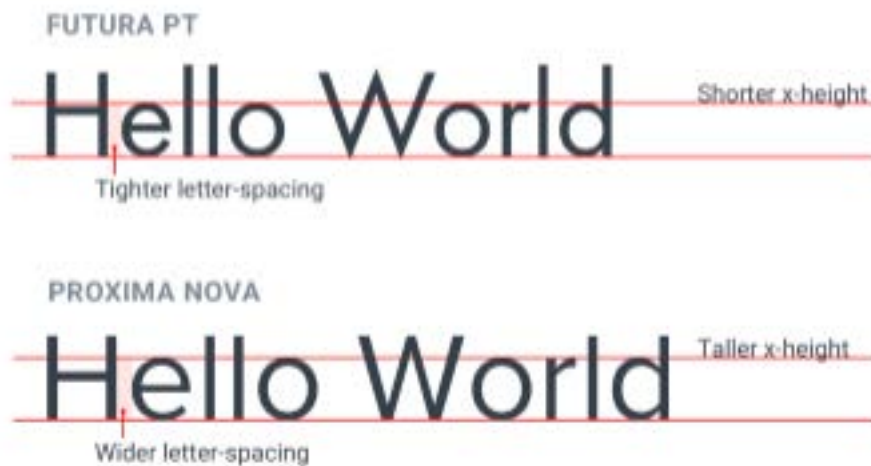 FUTURA PT
Hello World
Shorter x-height
Tighter letter-spacing
PROXIMA NOVA
Hello World
Taller x-height
Wider letter-spacing